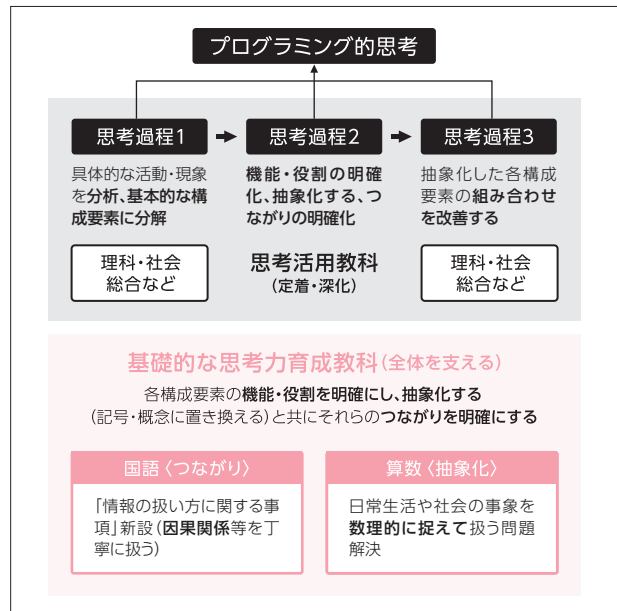 プログラミング的思考
思考過程1
思考過程2
思考過程3
具体的な活動・現象
を分析、基本的な構
成要素に分解
機能・役割の明確
化、抽象化する、つ
ながりの明確化
抽象化した各構成
要素の組み合わせ
を改善する
理科・社会
総合など
思考活用教科
(定着・深化)
理科・社会
総合など
基礎的な思考力育成教科(全体を支える)
各構成要素の機能・役割を明確にし、抽象化する
(記号・概念に置き換える)と共にそれらのつながりを明確にする
国語〈つながり〉
「情報の扱い方に関する事
項」新設(因果関係等を丁
寧に扱う)
算数〈抽象化〉
日常生活や社会の事象を
数理的に捉えて扱う問題
解決